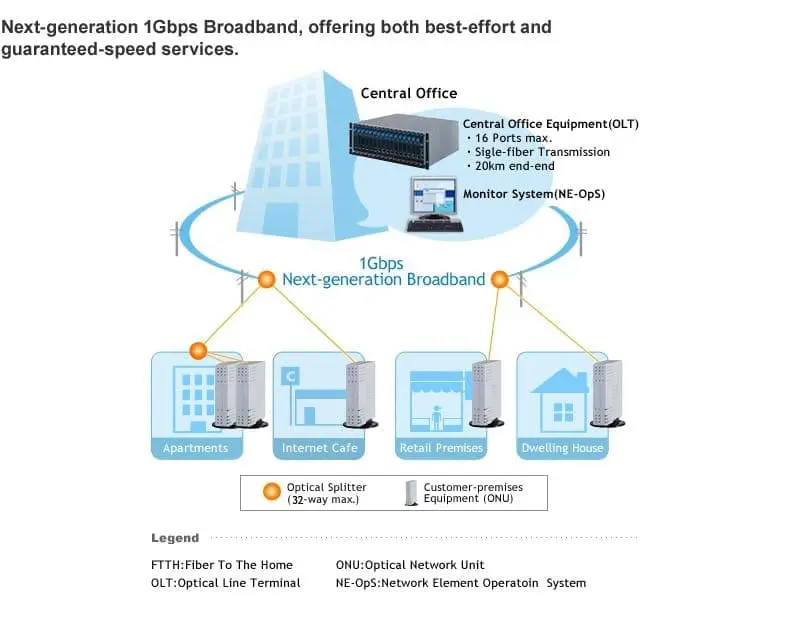 Next-generation 1Gbps Broadband, offering both best-effort and
guaranteed-speed services.
Central Office
Central Office Equipment(OLT)
・16 Ports max.
・Sigle-fiber Transmission
・20km end-end
Monitor System(NE-OpS)
1Gbps
Next-generation Broadband
C
Apartments
Internet Cafe
Retail Premises
Dwelling House
Optical Splitter
(32-way max.)
Customer-premises
Equipment (ONU)
Legend
FTTH:Fiber To The Home
ONU:Optical Network Unit
OLT:Optical Line Terminal
NE-OpS:Network Element Operatoin System